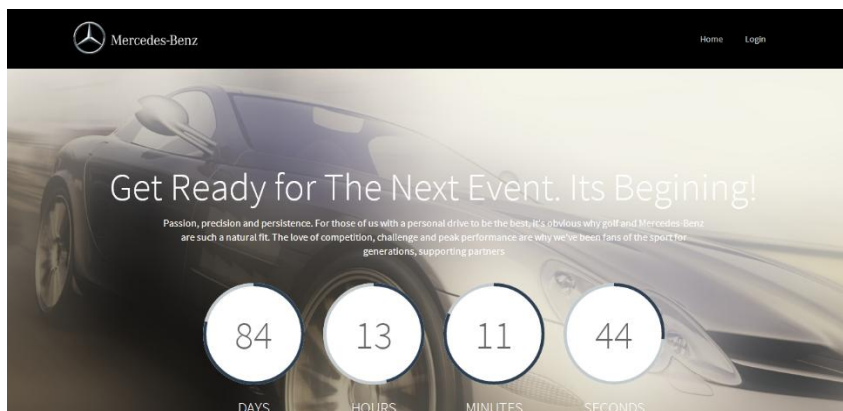 Mercedes-Benz
Home Login
Get Ready for The Next Event. Its Begining!
Passion, precision and persistence. For those of us with a personal drive to be the best, it's obvious why golf and Mercedes-Benz
are such a natural fit. The love of competition, challenge and peak performance are why we've been fans of the sport for
generations, supporting partners
84 13 11 44
DAYS HOURS MINUTES SECONDS